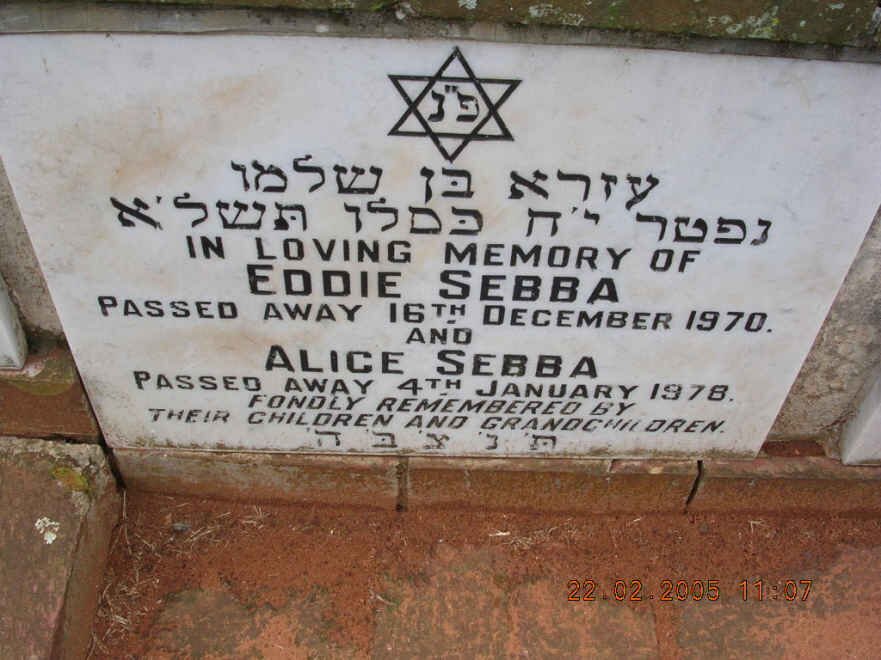 פ"נ
עזרא בן שלמו
נפטר י'ח בכסלו תשל'א
IN LOVING MEMORY OF
EDDIE SEBBA
PASSED AWAY 16TH DECEMBER 1970.
AND
ALICE SEBBA
PASSED AWAY 4TH JANUARY 1978.
FONDLY REMEMBERED BY
THEIR CHILDREN AND GRANDCHILDREN.
ת' נ' צ' ב' ה'
22.02.2005 11:07